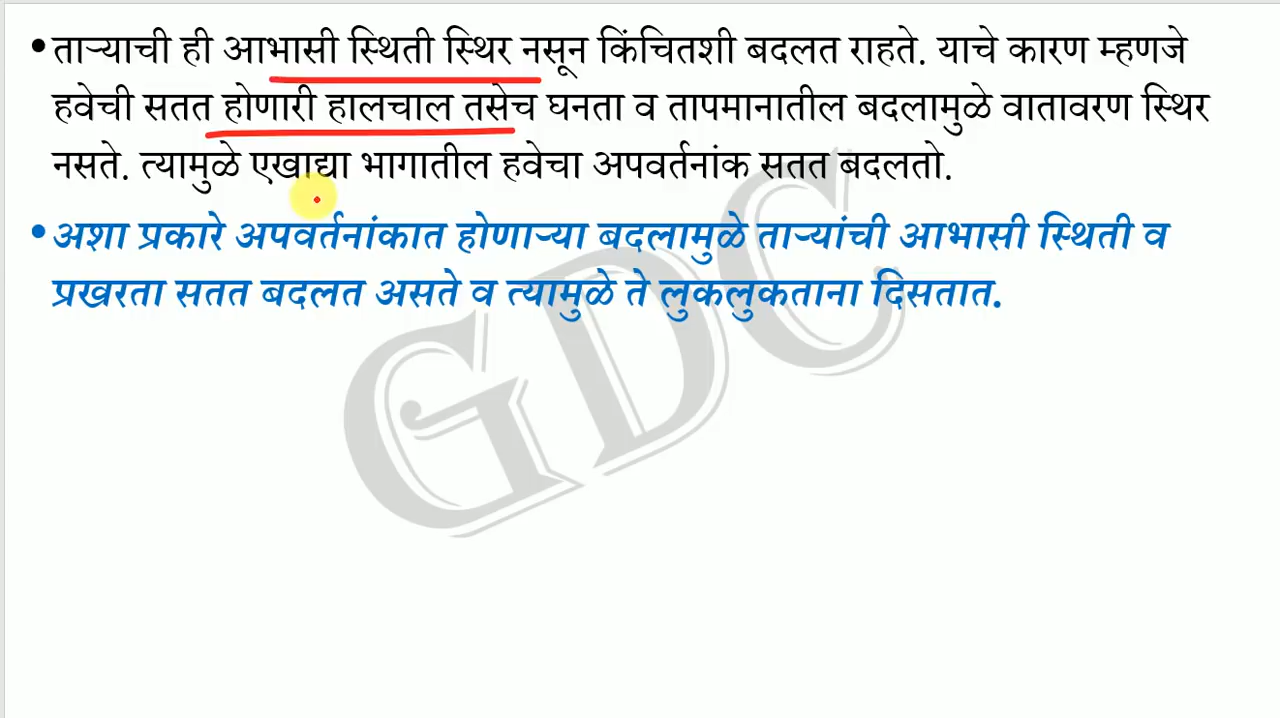 • ताऱ्याची ही आभासी स्थिती स्थिर नसून किंचितशी बदलत राहते. याचे कारण म्हणजे
हवेची सतत होणारी हालचाल तसेच घनता व तापमानातील बदलामुळे वातावरण स्थिर
नसते. त्यामुळे एखाद्या भागातील हवेचा अपवर्तनांक सतत बदलतो.
• अशा प्रकारे अपवर्तनांकात होणाऱ्या बदलामुळे ताऱ्यांची आभासी स्थिती व
प्रखरता सतत बदलत असते व त्यामुळे ते लुकलुकताना दिसतात.
GDC